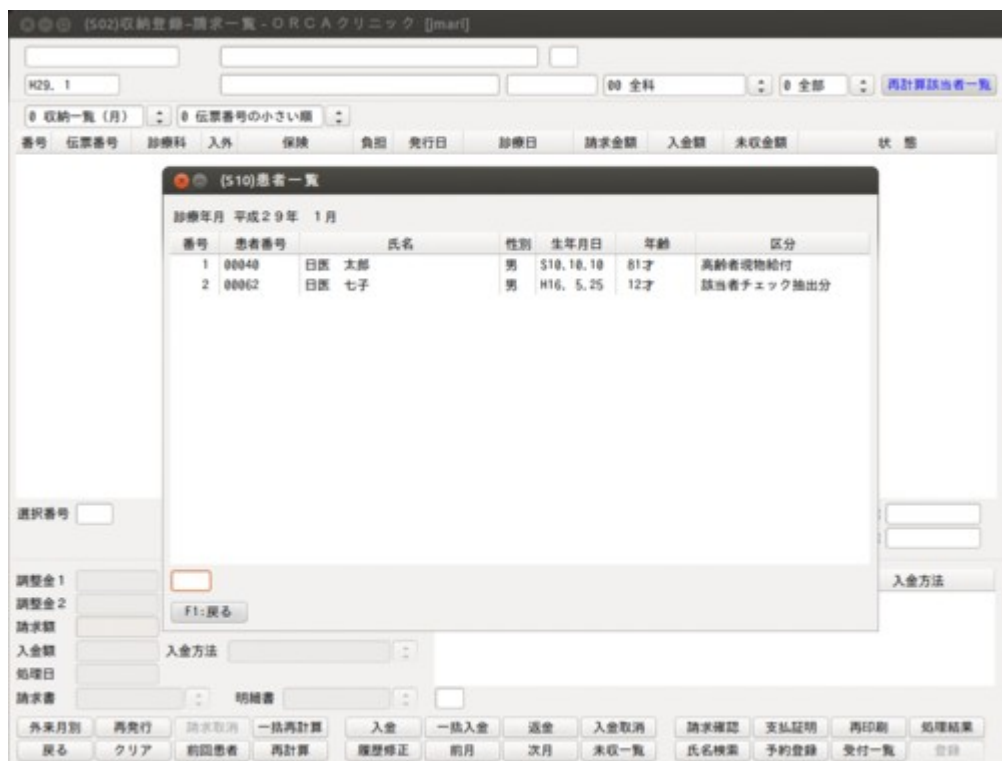 (S02)収納登録-請求一覧 - ＯＲＣＡクリニック [jmari]
H29. 1 00 全科 0 全部 再計算該当者一覧
0 収納一覧（月） 0 伝票番号の小さい順
番号 伝票番号 診療科 入外 保険 負担 発行日 診療日 請求金額 入金額 未収金額 状 態
(S10)患者一覧
診療年月 平成２９年 １月
番号 患者番号 氏名 性別 生年月日 年齢 区分
1 00040 日医 太郎 男 S10.10.10 81才 高齢者現物給付
2 00062 日医 七子 男 H16. 5.25 12才 該当者チェック抽出分
選択番号
調整金１ 入金方法
調整金２
F1:戻る
請求額
入金額 入金方法
処理日
請求書 明細書
外来月別 再発行 請求取消 一括再計算 入金 一括入金 返金 入金取消 請求確認 支払証明 再印刷 処理結果
戻る クリア 前回患者 再計算 履歴修正 前月 次月 未収一覧 氏名検索 予約登録 受付一覧 登録